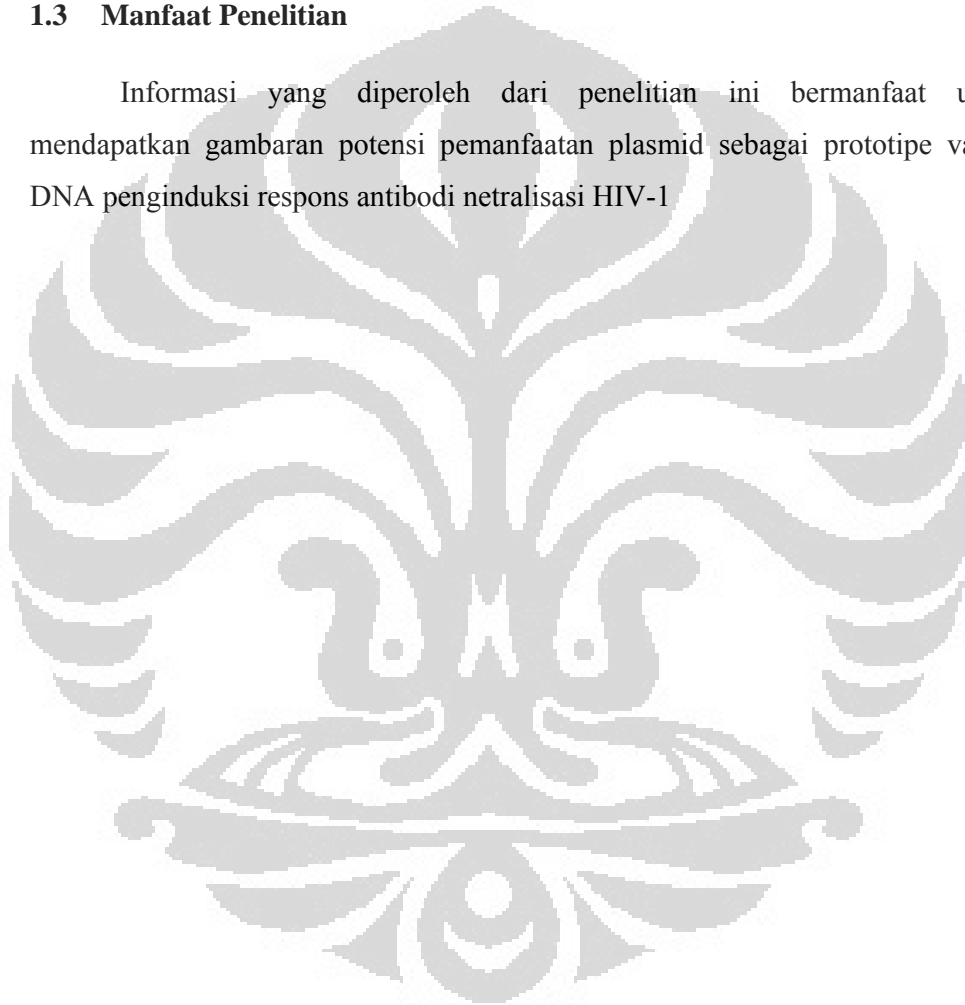 1.3 Manfaat Penelitian
Informasi yang diperoleh dari penelitian ini bermanfaat
mendapatkan gambaran potensi pemanfaatan plasmid sebagai prototipe
DNA penginduksi respons antibodi netralisasi HIV-1